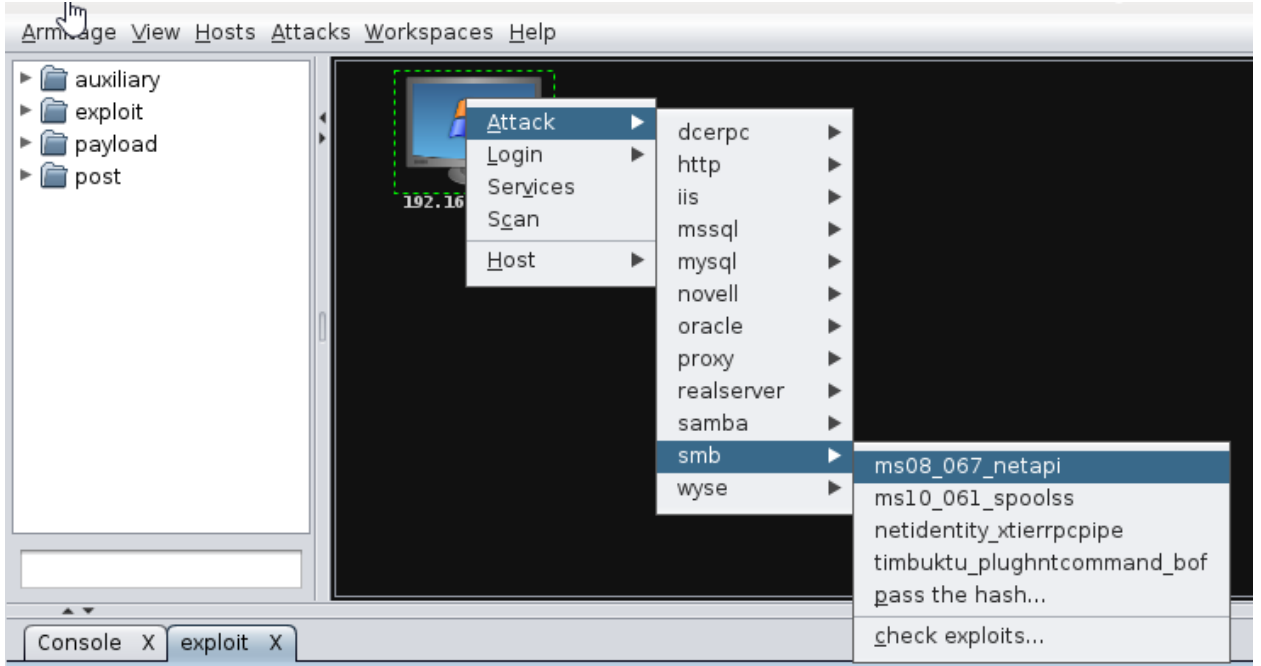 Armitage View Hosts Attacks Workspaces Help
auxiliary
exploit
payload
post
192.16
Attack
Login
Services
Scan
Host
dcerpc
http
iis
mssql
mysql
novell
oracle
proxy
realserver
samba
smb
wyse
ms08_067_netapi
ms10_061_spoolss
netidentity_xtierrpcpipe
timbuktu_plughntcommand_bof
pass the hash...
check exploits...
Console X exploit X